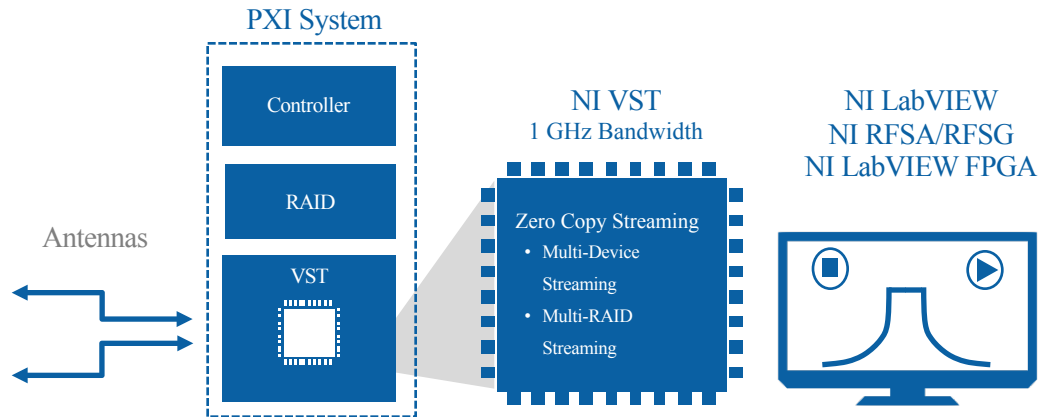 PXI System
Controller
RAID
VST
Antennas
NI VST
1 GHz Bandwidth
Zero Copy Streaming
• Multi-Device
Streaming
• Multi-RAID
Streaming
NI LabVIEW
NI RFSA/RFSG
NI LabVIEW FPGA